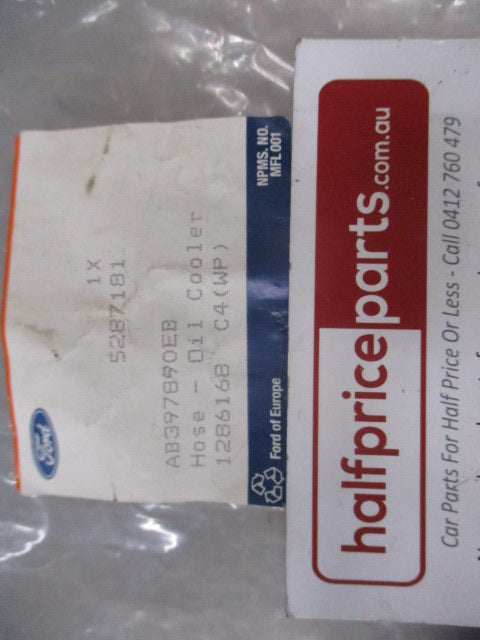 Ford
1X
5287181
AB397890EB
Hose - Oil Cooler
1286168 C4(WP)
Ford of Europe
NPMS. NO.
MFL001
halfpriceparts.com.au
Car Parts For Half Price Or Less - Call 0412 760 479